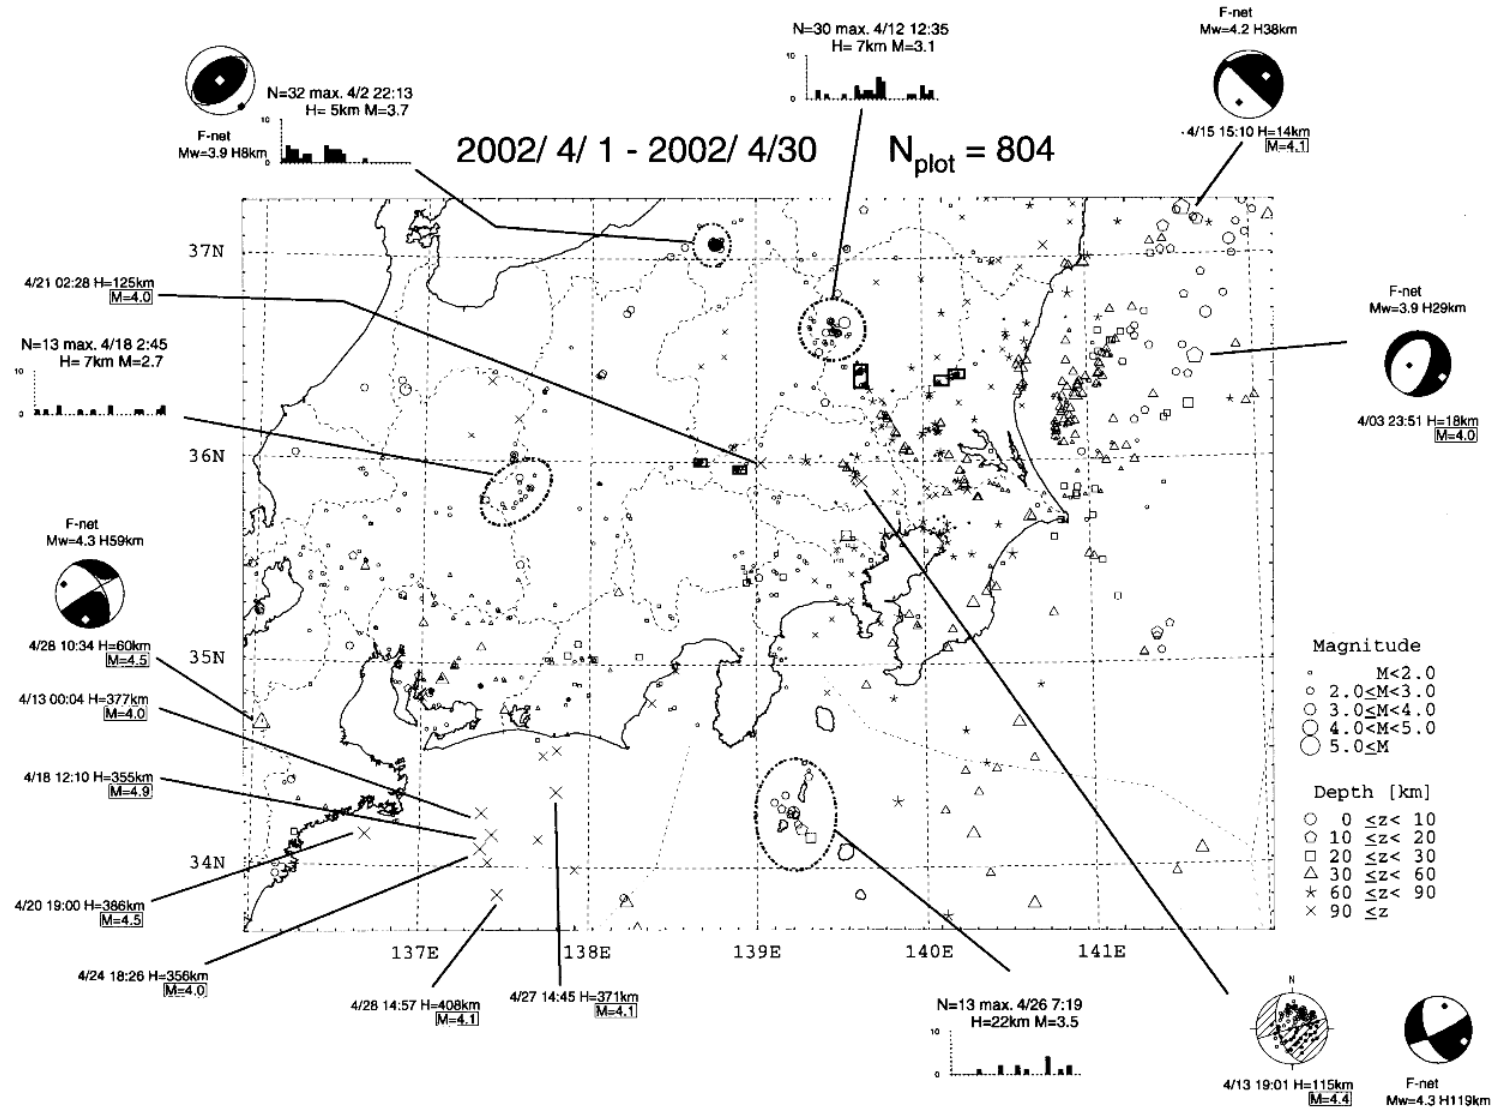 F-net
Mw=4.2 H38km
N=30 max. 4/12 12:35
H= 7km M=3.1
10
0
N=32 max. 4/2 22:13
H= 5km M=3.7
10
0
F-net
Mw=3.9 H8km
4/15 15:10 H=14km
M=4.1
2002/ 4/ 1 - 2002/ 4/30 Nplot = 804
37N
4/21 02:28 H=125km
M=4.0
F-net
Mw=3.9 H29km
N=13 max. 4/18 2:45
H= 7km M=2.7
10
0
4/03 23:51 H=18km
M=4.0
36N
F-net
Mw=4.3 H59km
4/28 10:34 H=60km
M=4.5
35N
4/13 00:04 H=377km
M=4.0
4/18 12:10 H=355km
M=4.9
34N
4/20 19:00 H=386km
M=4.5
4/24 18:26 H=356km
M=4.0
4/28 14:57 H=408km
M=4.1
4/27 14:45 H=371km
M=4.1
137E 138E 139E 140E 141E
Magnitude
M<2.0
2.0≤M<3.0
3.0≤M<4.0
4.0≤M<5.0
5.0≤M
Depth [km]
0 ≤z< 10
10 ≤z< 20
20 ≤z< 30
30 ≤z< 60
60 ≤z< 90
90 ≤z
N=13 max. 4/26 7:19
H=22km M=3.5
10
0
N
4/13 19:01 H=115km
M=4.4
F-net
Mw=4.3 H119km